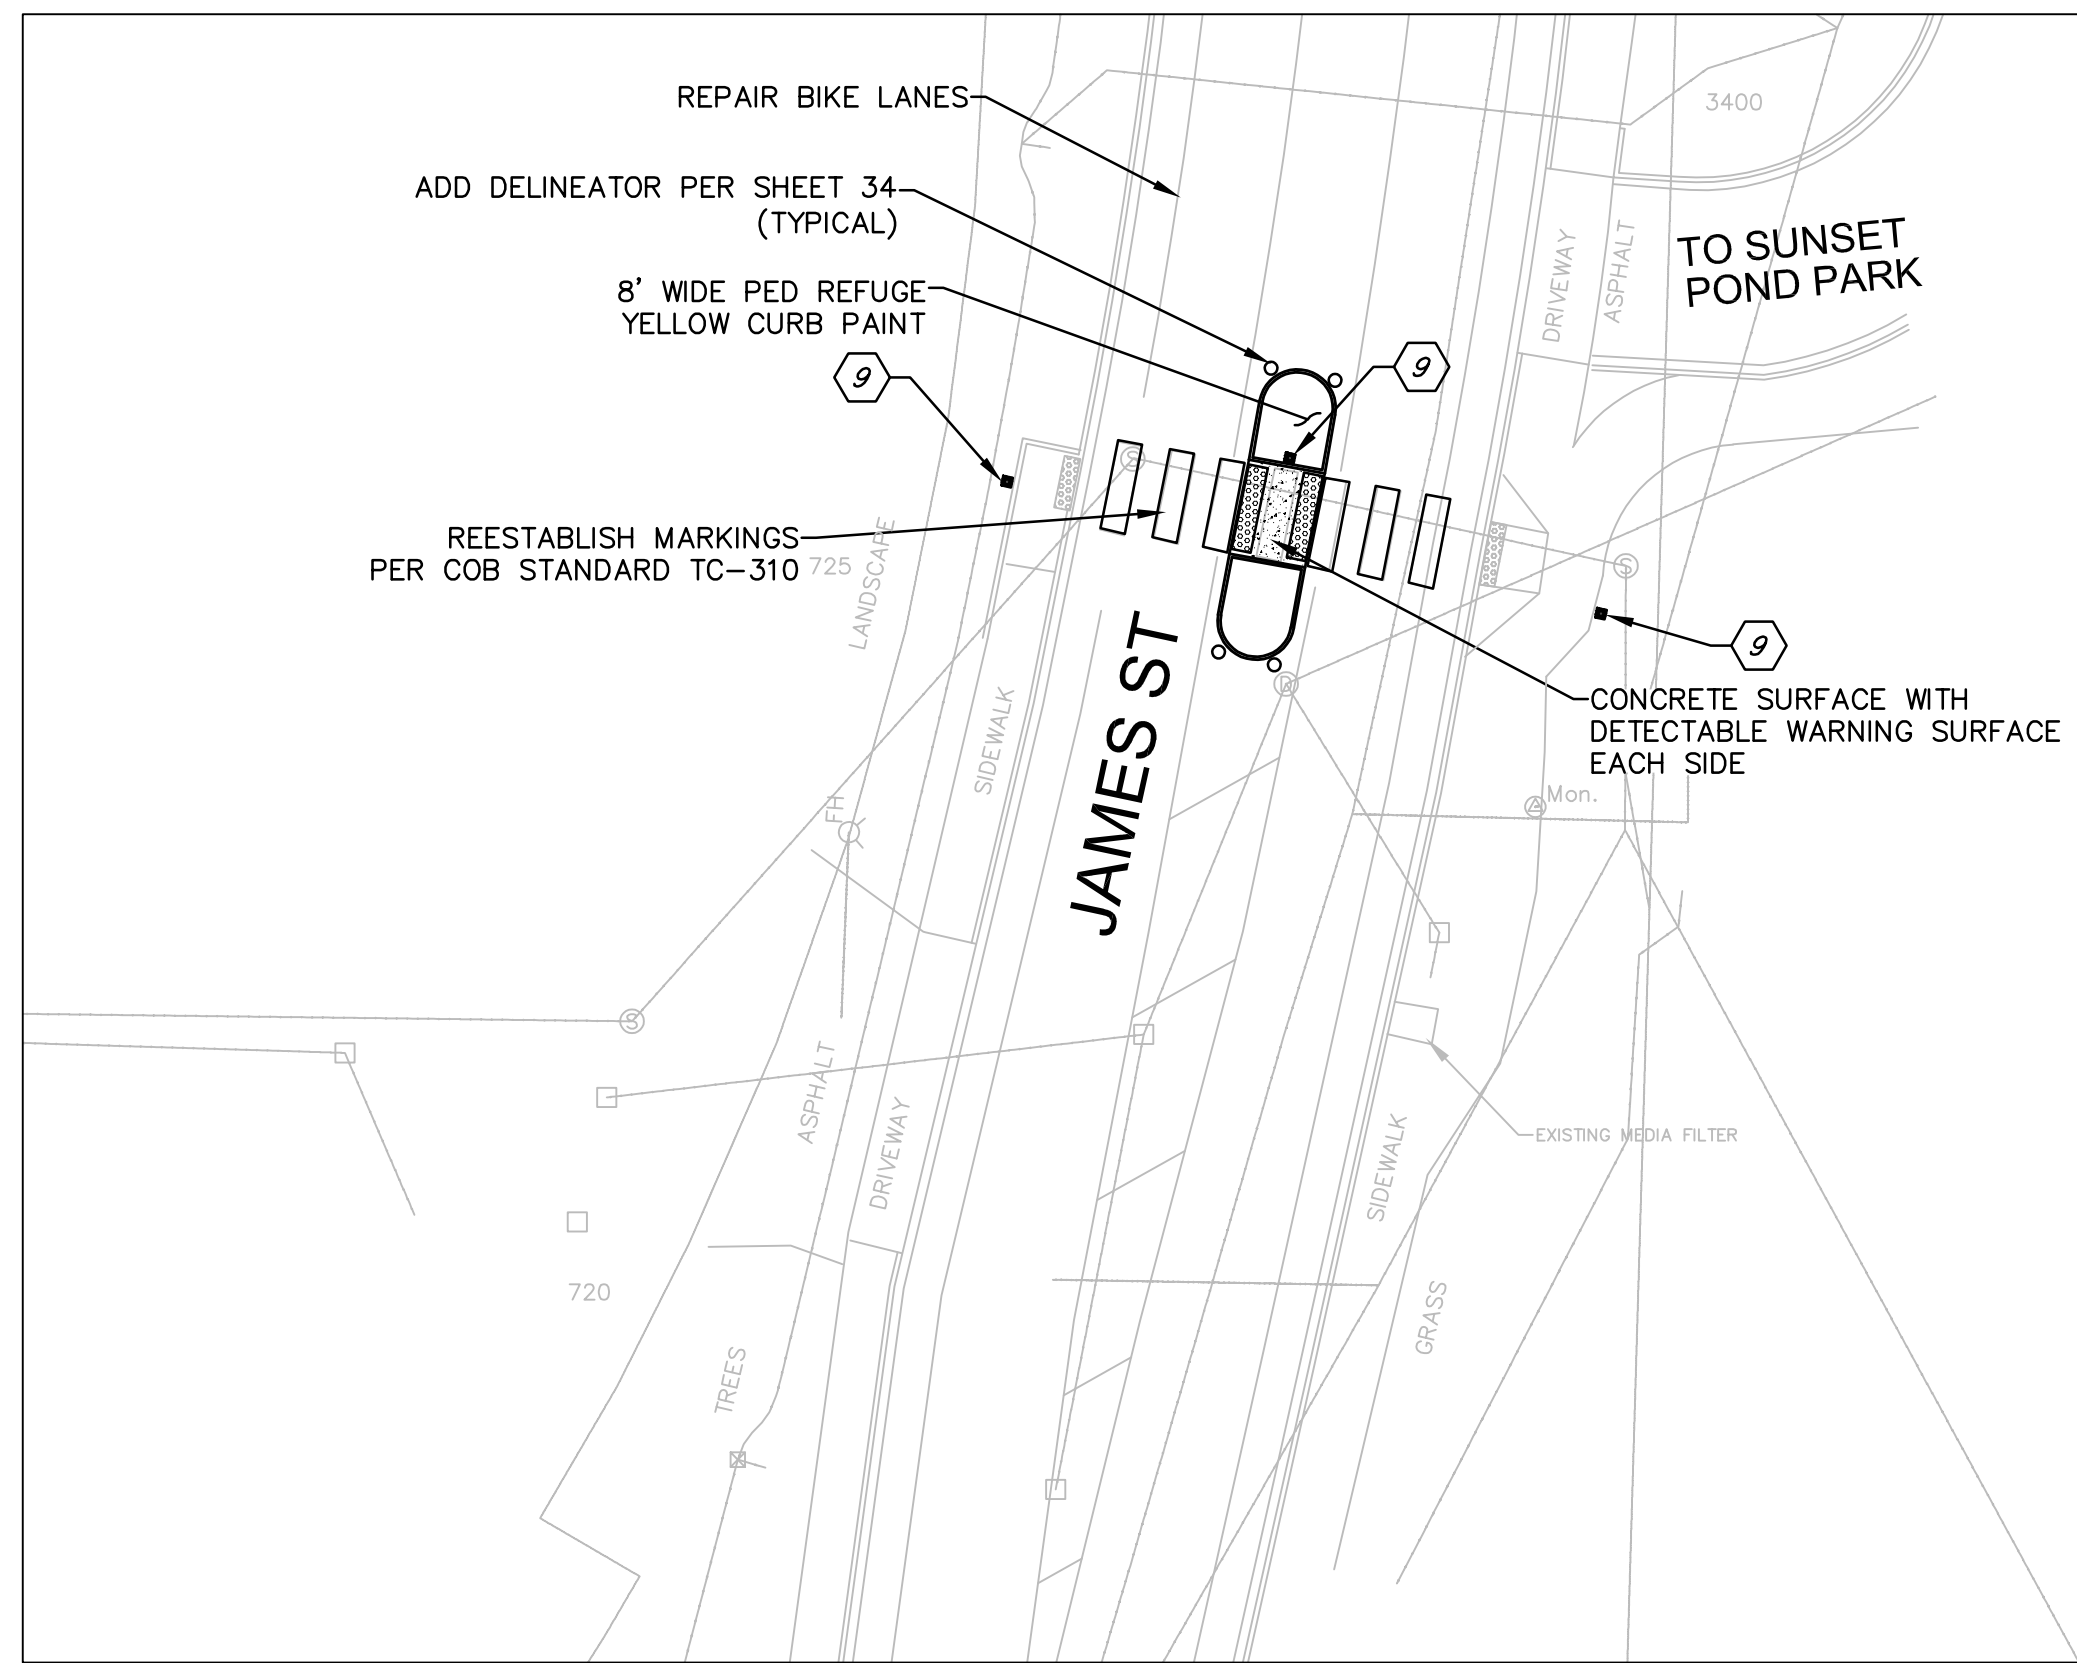 REPAIR BIKE LANES
3400
ADD DELINEATOR PER SHEET 34
(TYPICAL)
TO SUNSET
POND PARK
DRIVEWAY
ASPHALT
8' WIDE PED REFUGE
YELLOW CURB PAINT
9
9
S
REESTABLISH MARKINGS
PER COB STANDARD TC-310
725
LANDSCAPE
S
9
JAMES ST
SIDEWALK
D
CONCRETE SURFACE WITH
DETECTABLE WARNING SURFACE
EACH SIDE
Mon.
FH
S
ASPHALT
DRIVEWAY
EXISTING MEDIA FILTER
SIDEWALK
720
GRASS
TREES